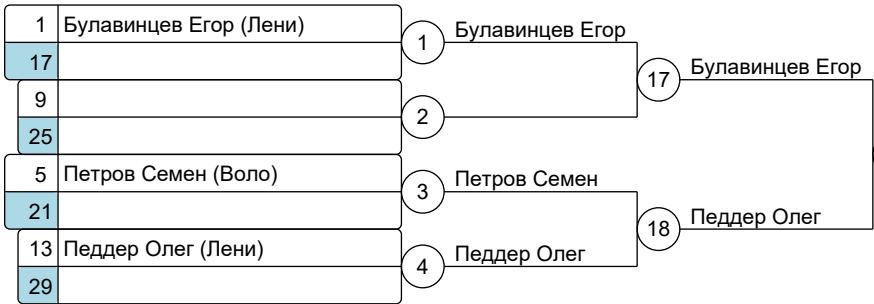 1 Булавинцев Егор (Лени)
17
1 Булавинцев Егор
9
25
2
17 Булавинцев Егор
5 Петров Семен (Воло)
21
3 Петров Семен
13 Педдер Олег (Лени)
29
4 Педдер Олег
18 Педдер Олег